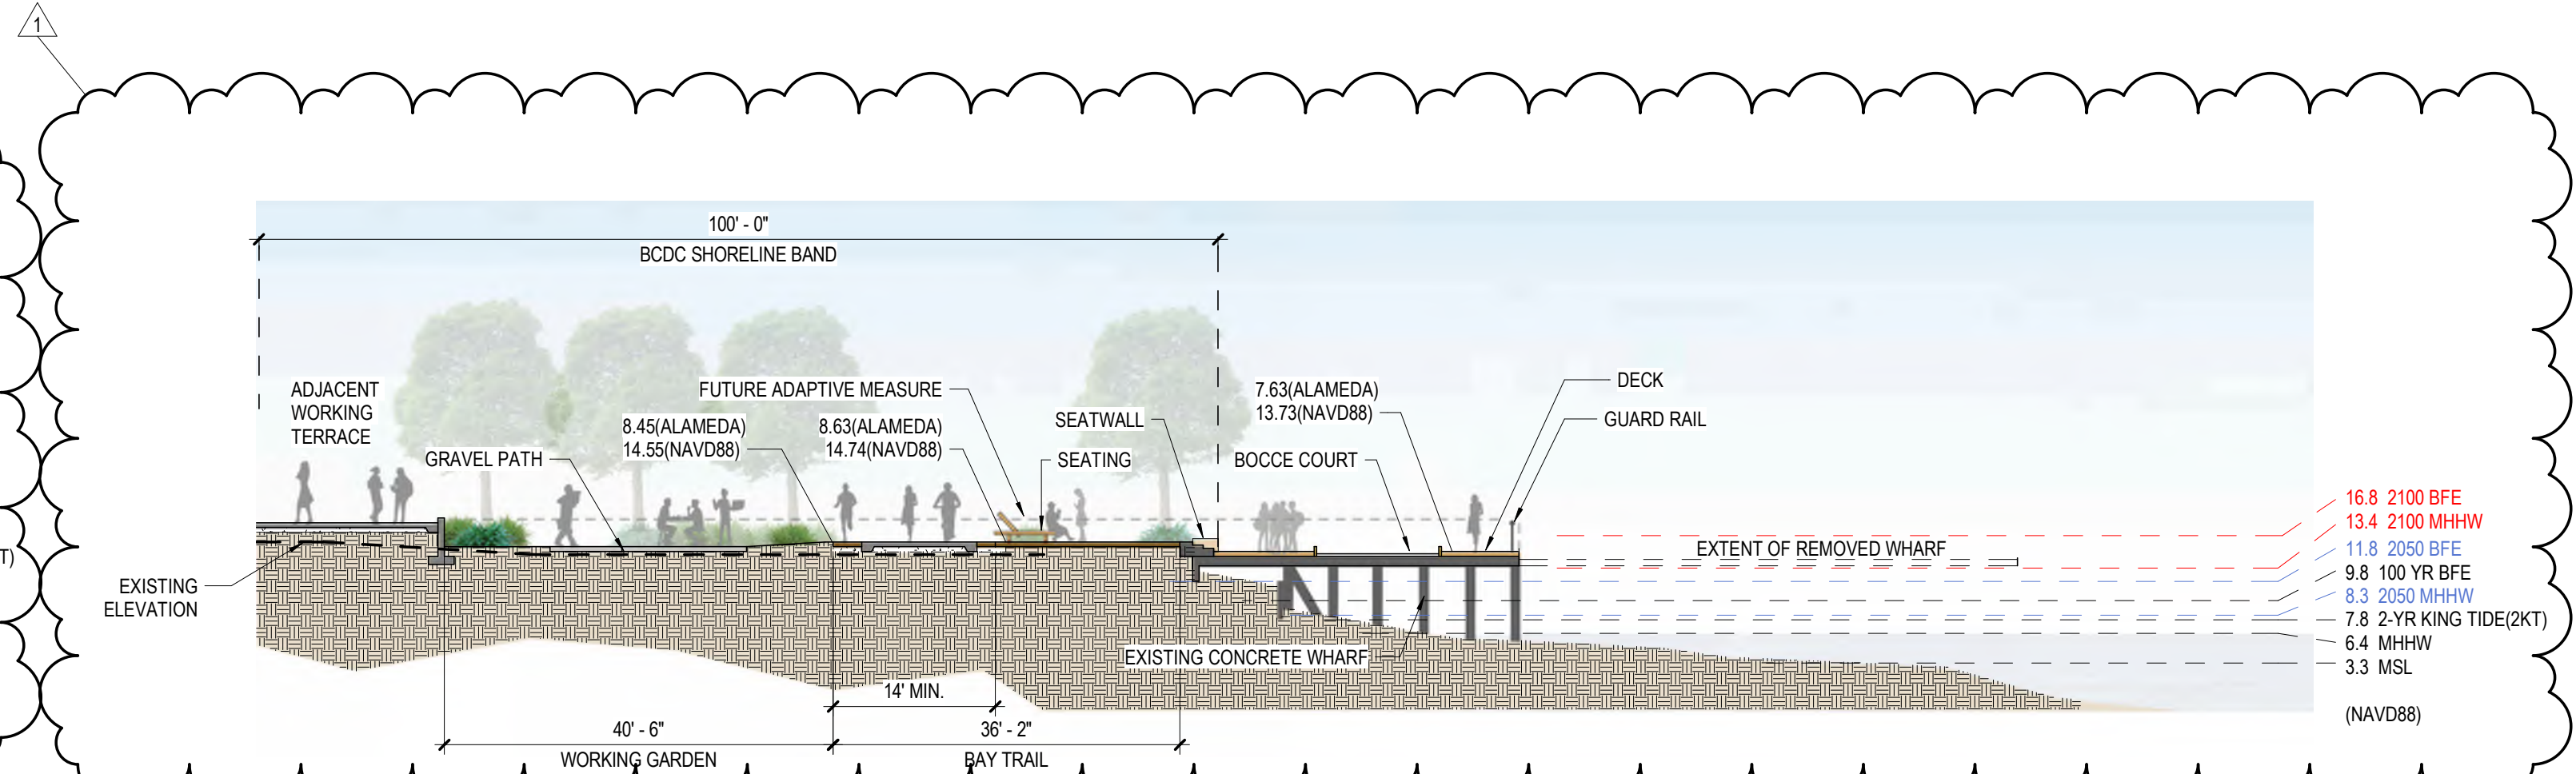 1
100' - 0"
BCDC SHORELINE BAND
ADJACENT
WORKING
TERRACE
FUTURE ADAPTIVE MEASURE
8.45(ALAMEDA)
14.55(NAVD88)
8.63(ALAMEDA)
14.74(NAVD88)
GRAVEL PATH
SEATWALL
SEATING
7.63(ALAMEDA)
13.73(NAVD88)
BOCCE COURT
DECK
GUARD RAIL
T)
EXISTING
ELEVATION
EXTENT OF REMOVED WHARF
EXISTING CONCRETE WHARF
16.8 2100 BFE
13.4 2100 MHHW
11.8 2050 BFE
9.8 100 YR BFE
8.3 2050 MHHW
7.8 2-YR KING TIDE(2KT)
6.4 MHHW
3.3 MSL
(NAVD88)
14' MIN.
40' - 6"
WORKING GARDEN
36' - 2"
BAY TRAIL